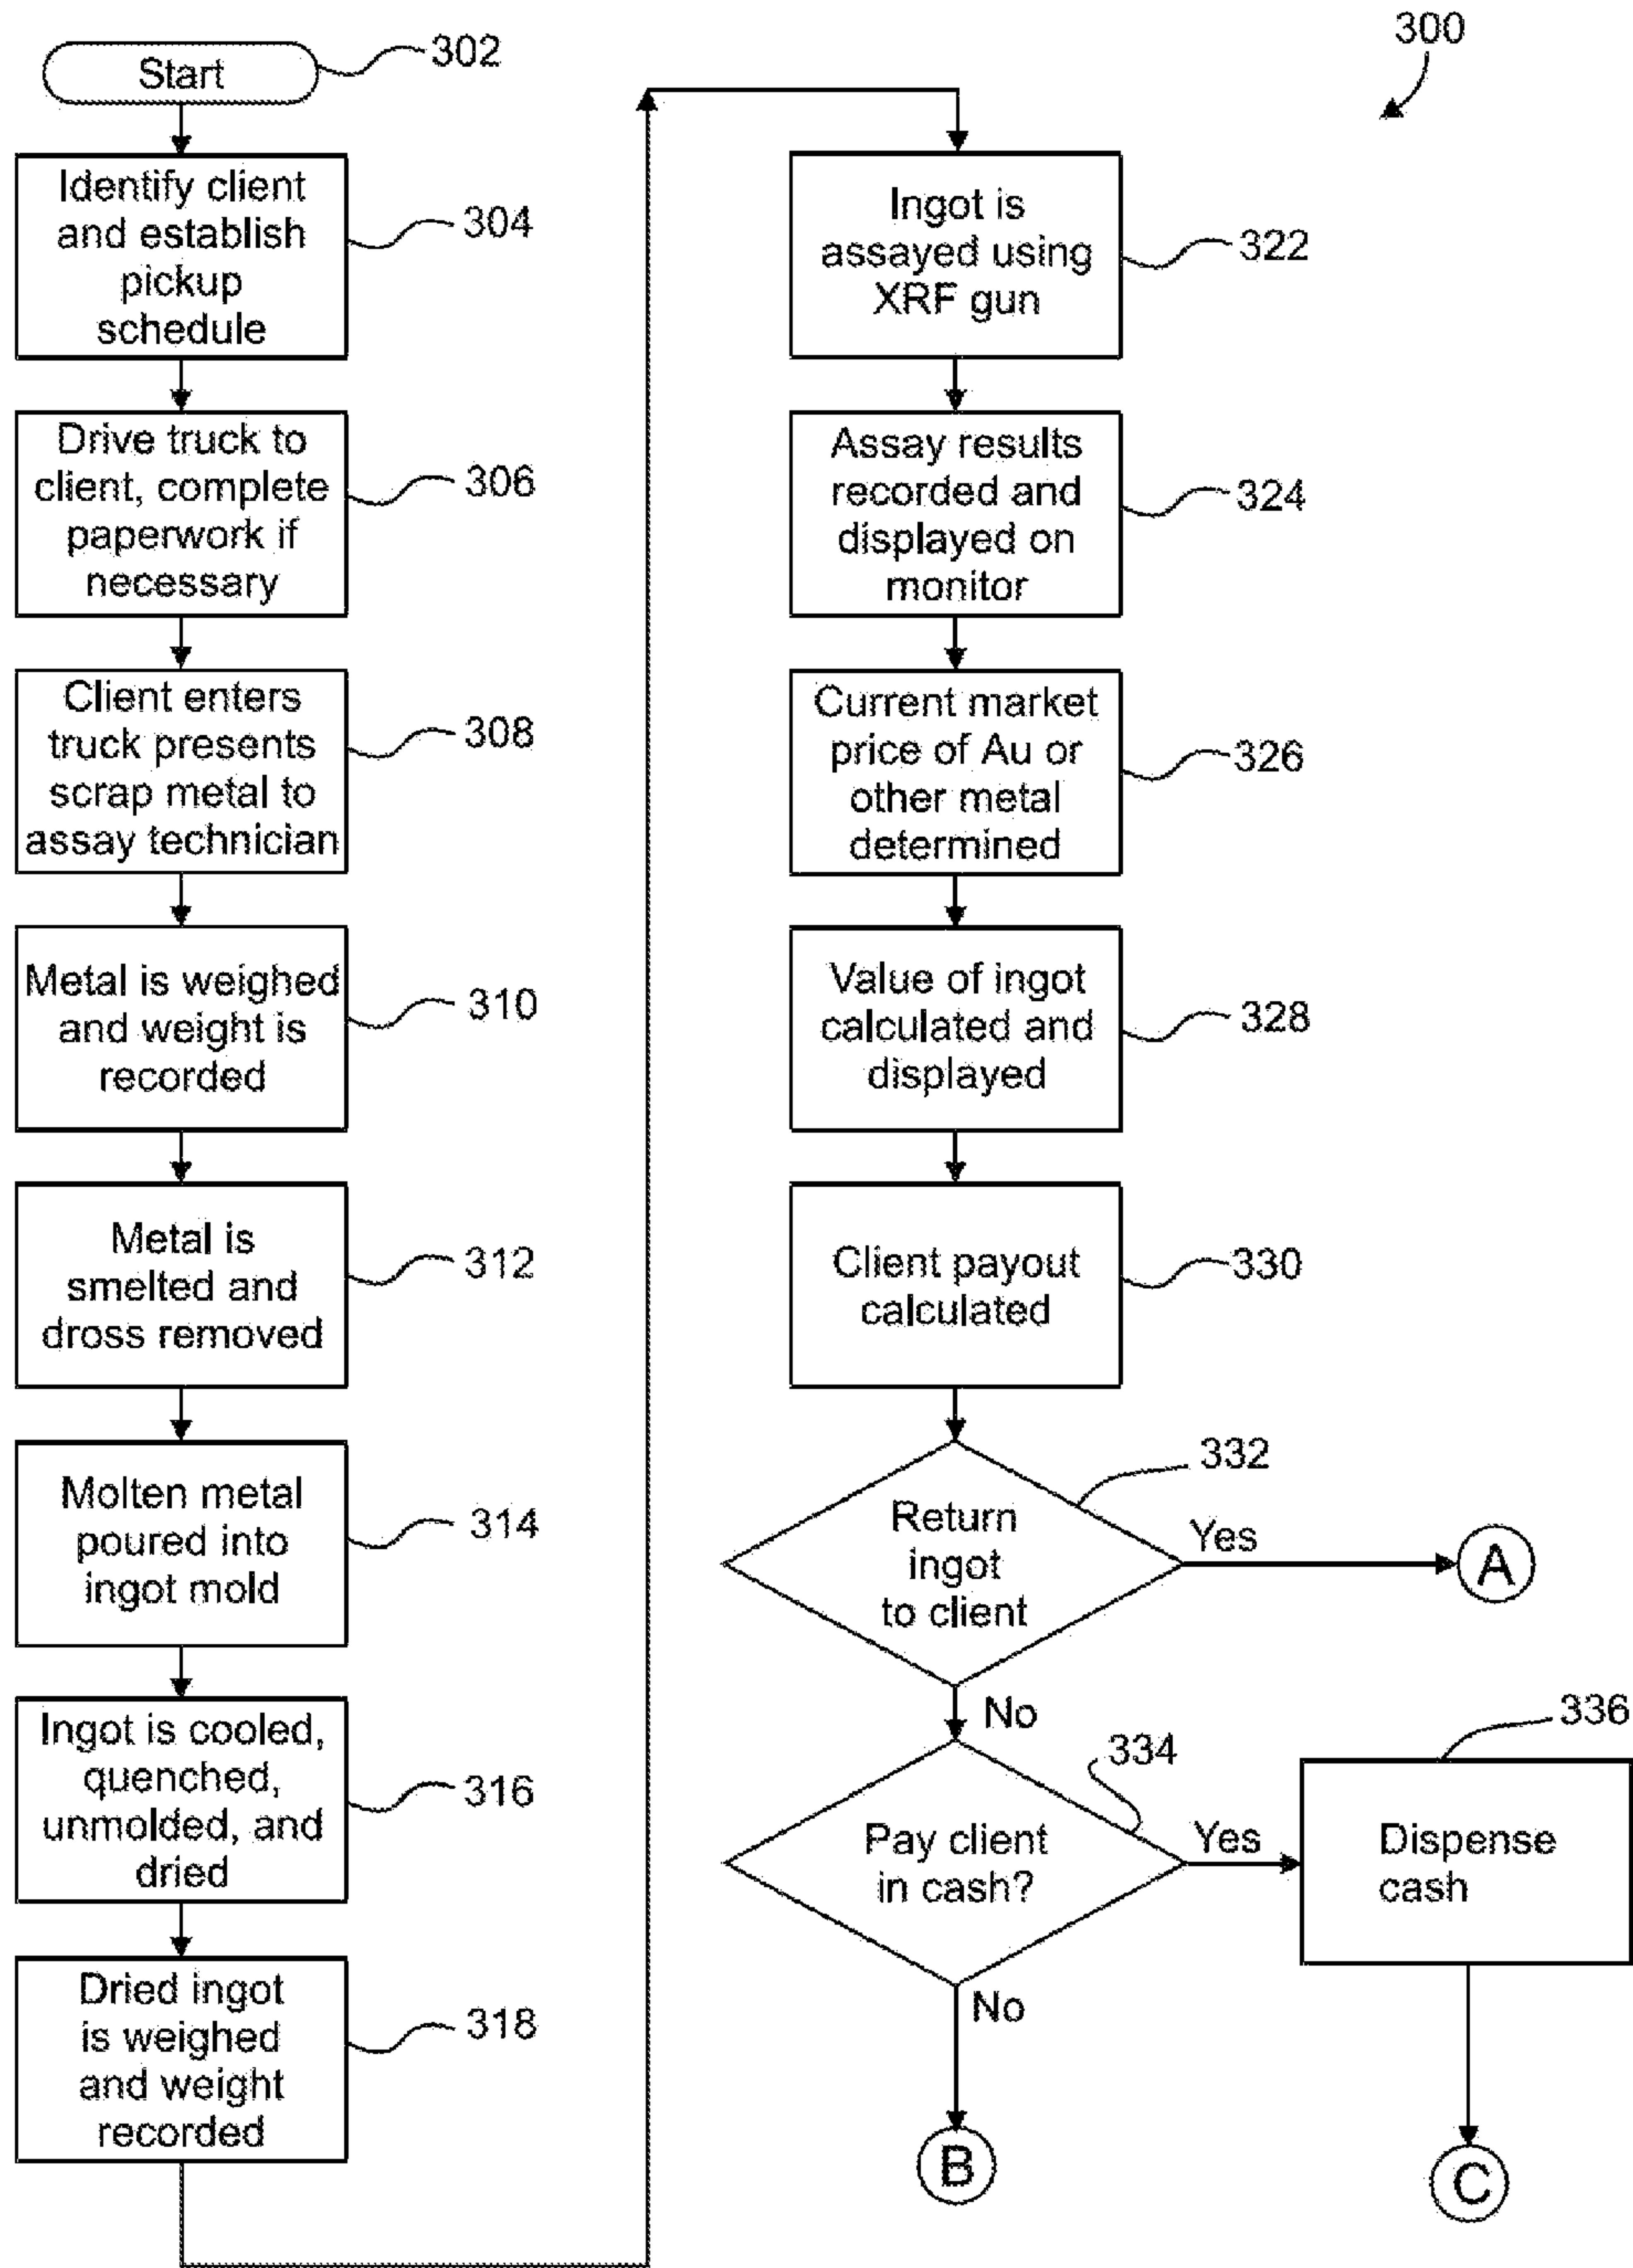 300
Start
302
Identify client
and establish
pickup
schedule
304
Drive truck to
client, complete
paperwork if
necessary
306
Client enters
truck presents
scrap metal to
assay technician
308
Metal is weighed
and weight is
recorded
310
Metal is
smelted and
dross removed
312
Molten metal
poured into
ingot mold
314
Ingot is cooled,
quenched,
unmolded, and
dried
316
Dried ingot
is weighed
and weight
recorded
318
Ingot is
assayed using
XRF gun
322
Assay results
recorded and
displayed on
monitor
324
Current market
price of Au or
other metal
determined
326
Value of ingot
calculated and
displayed
328
Client payout
calculated
330
Return
ingot
to client
332
Yes
A
No
Pay client
in cash?
334
Yes
Dispense
cash
336
No
B
C